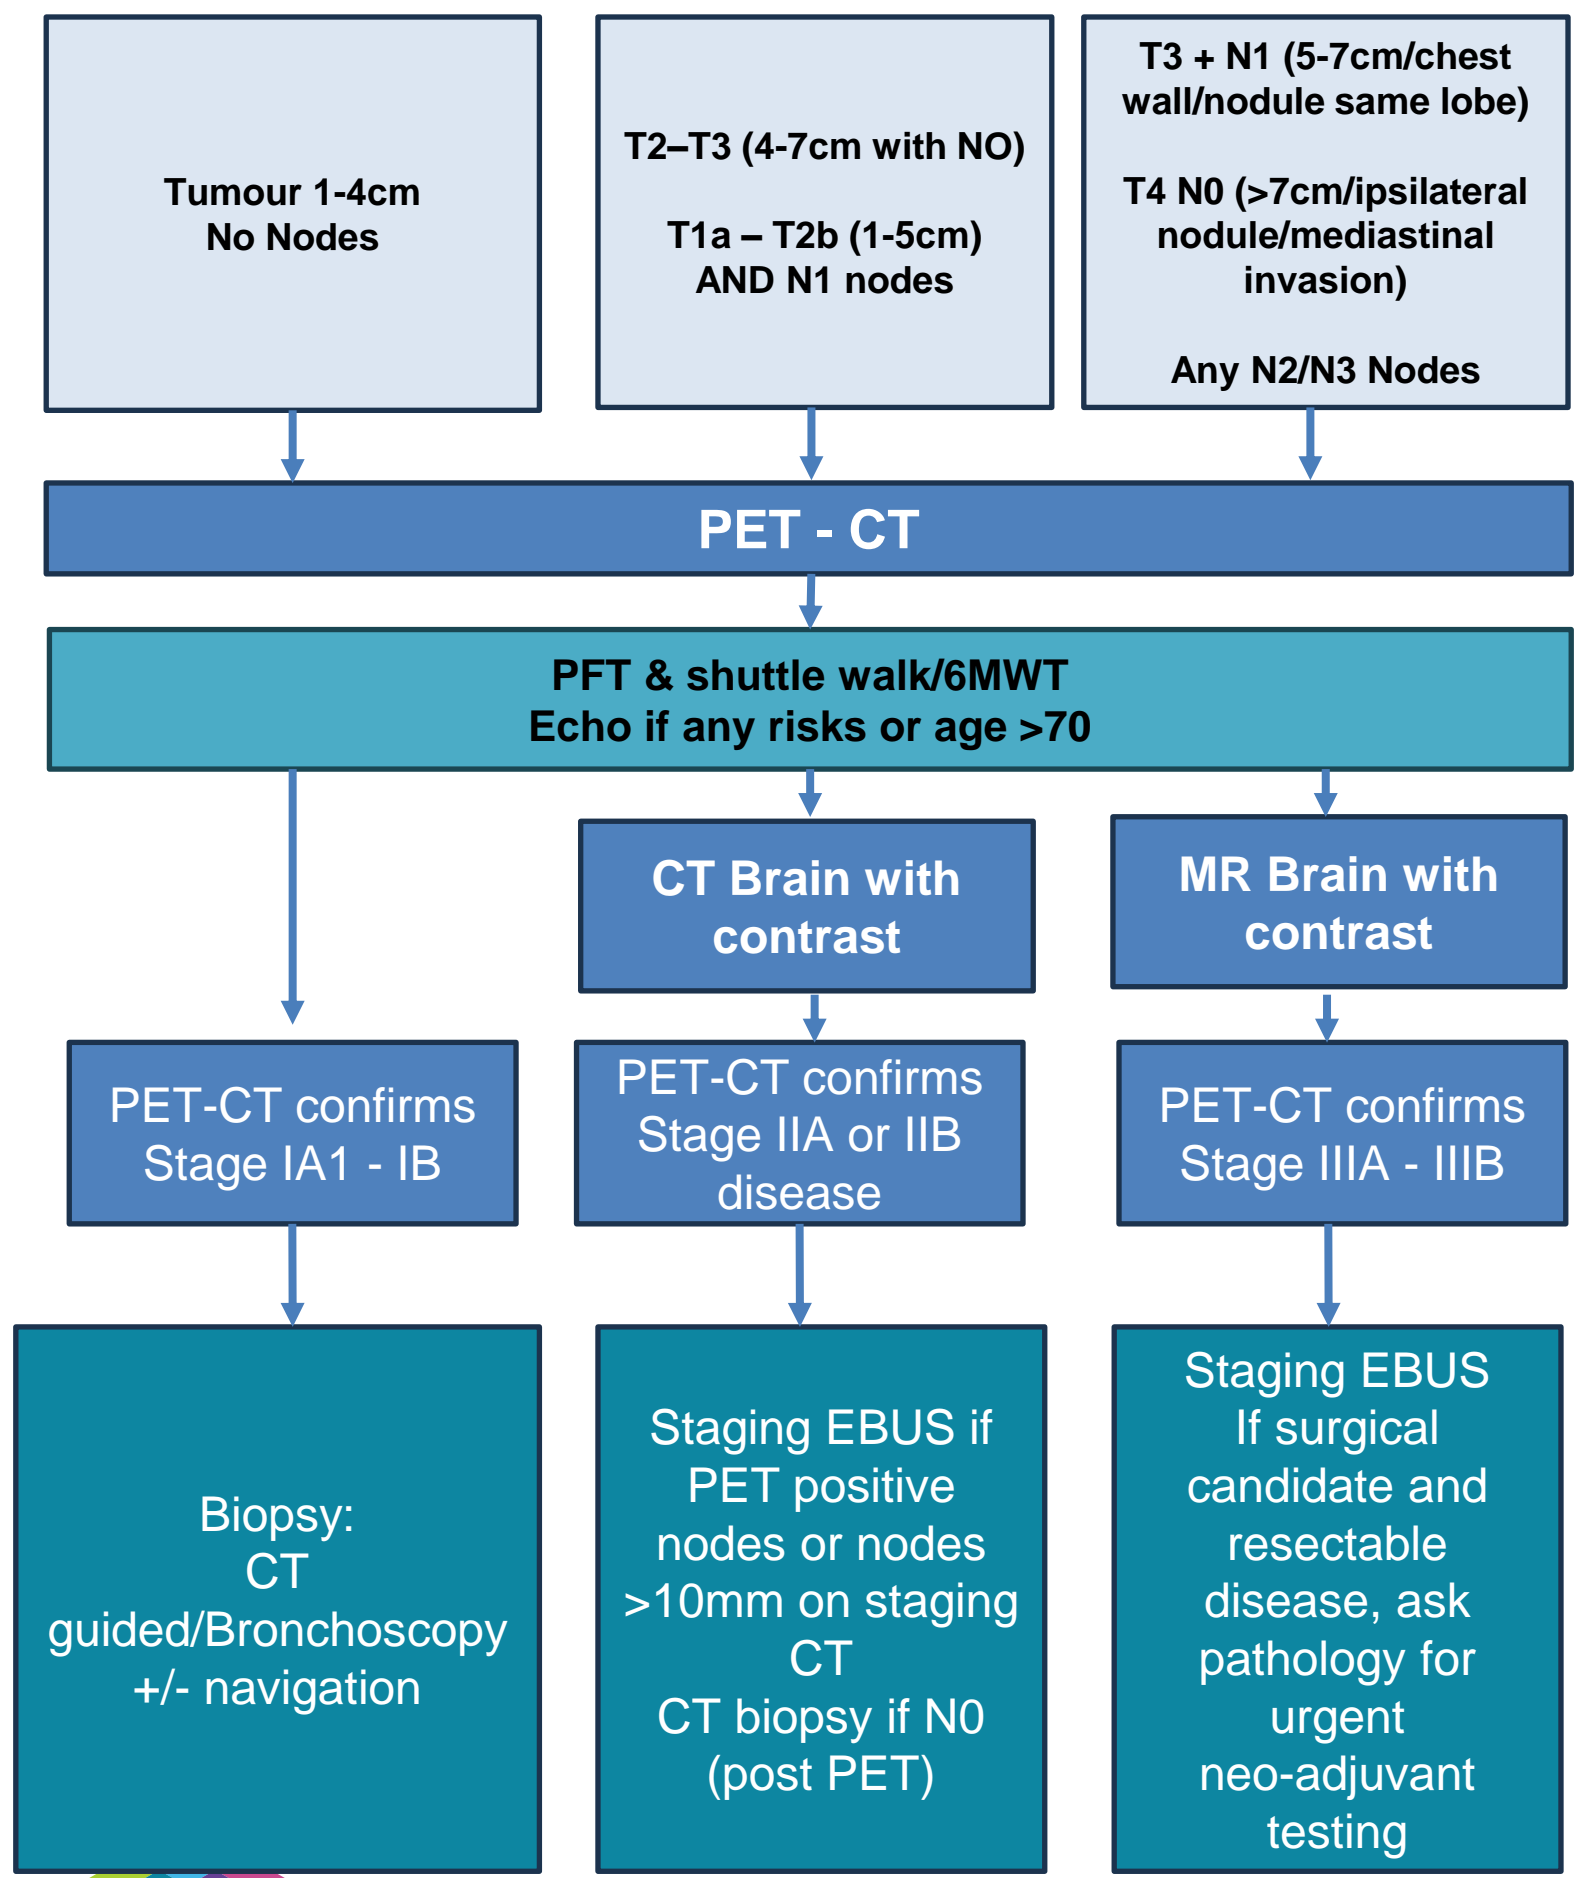 Tumour 1-4cm
No Nodes
T2–T3 (4-7cm with NO)
T1a – T2b (1-5cm)
AND N1 nodes
T3 + N1 (5-7cm/chest
wall/nodule same lobe)
T4 N0 (>7cm/ipsilateral
nodule/mediastinal
invasion)
Any N2/N3 Nodes
PET - CT
PFT & shuttle walk/6MWT
Echo if any risks or age >70
CT Brain with
contrast
MR Brain with
contrast
PET-CT confirms
Stage IA1 - IB
PET-CT confirms
Stage IIA or IIB
disease
PET-CT confirms
Stage IIIA - IIIB
Biopsy:
CT
guided/Bronchoscopy
+/- navigation
Staging EBUS if
PET positive
nodes or nodes
>10mm on staging
CT
CT biopsy if N0
(post PET)
Staging EBUS
If surgical
candidate and
resectable
disease, ask
pathology for
urgent
neo-adjuvant
testing